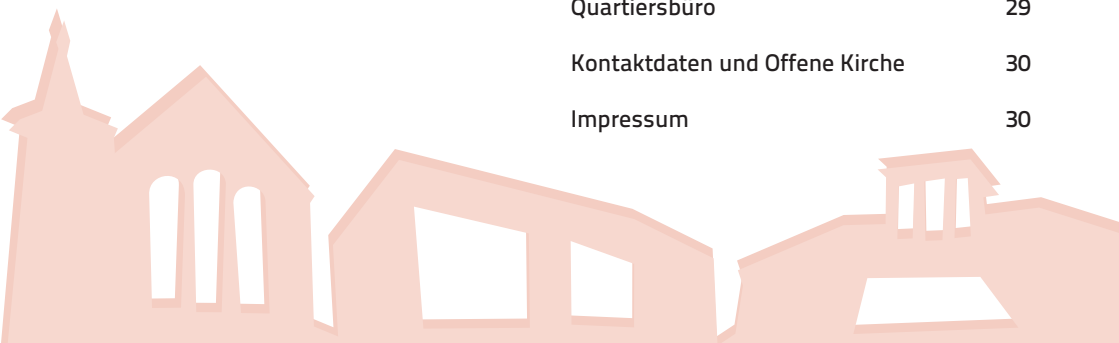 Quartiersbüro 29
Kontaktdaten und Offene Kirche 30
Impressum 30